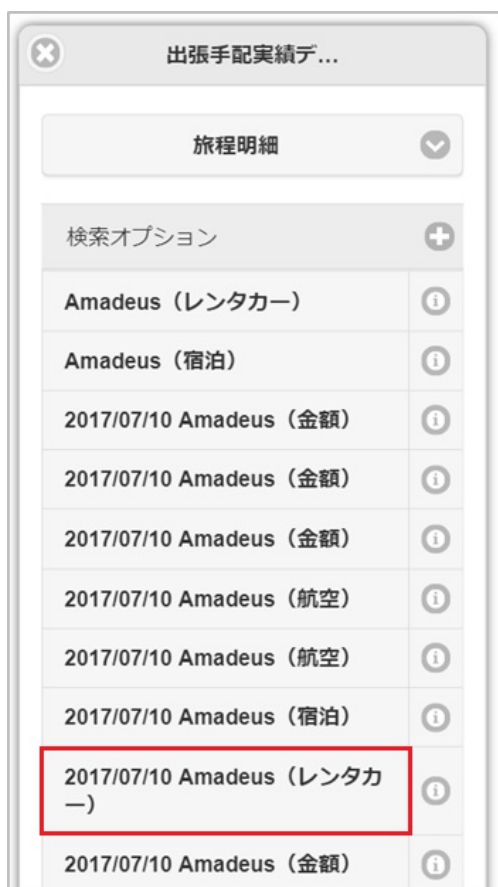 出張手配実績デ...
旅程明細
検索オプション
Amadeus（レンタカー）
Amadeus（宿泊）
2017/07/10 Amadeus（金額）
2017/07/10 Amadeus（金額）
2017/07/10 Amadeus（金額）
2017/07/10 Amadeus（航空）
2017/07/10 Amadeus（航空）
2017/07/10 Amadeus（宿泊）
2017/07/10 Amadeus（レンタカ
ー）
2017/07/10 Amadeus（金額）